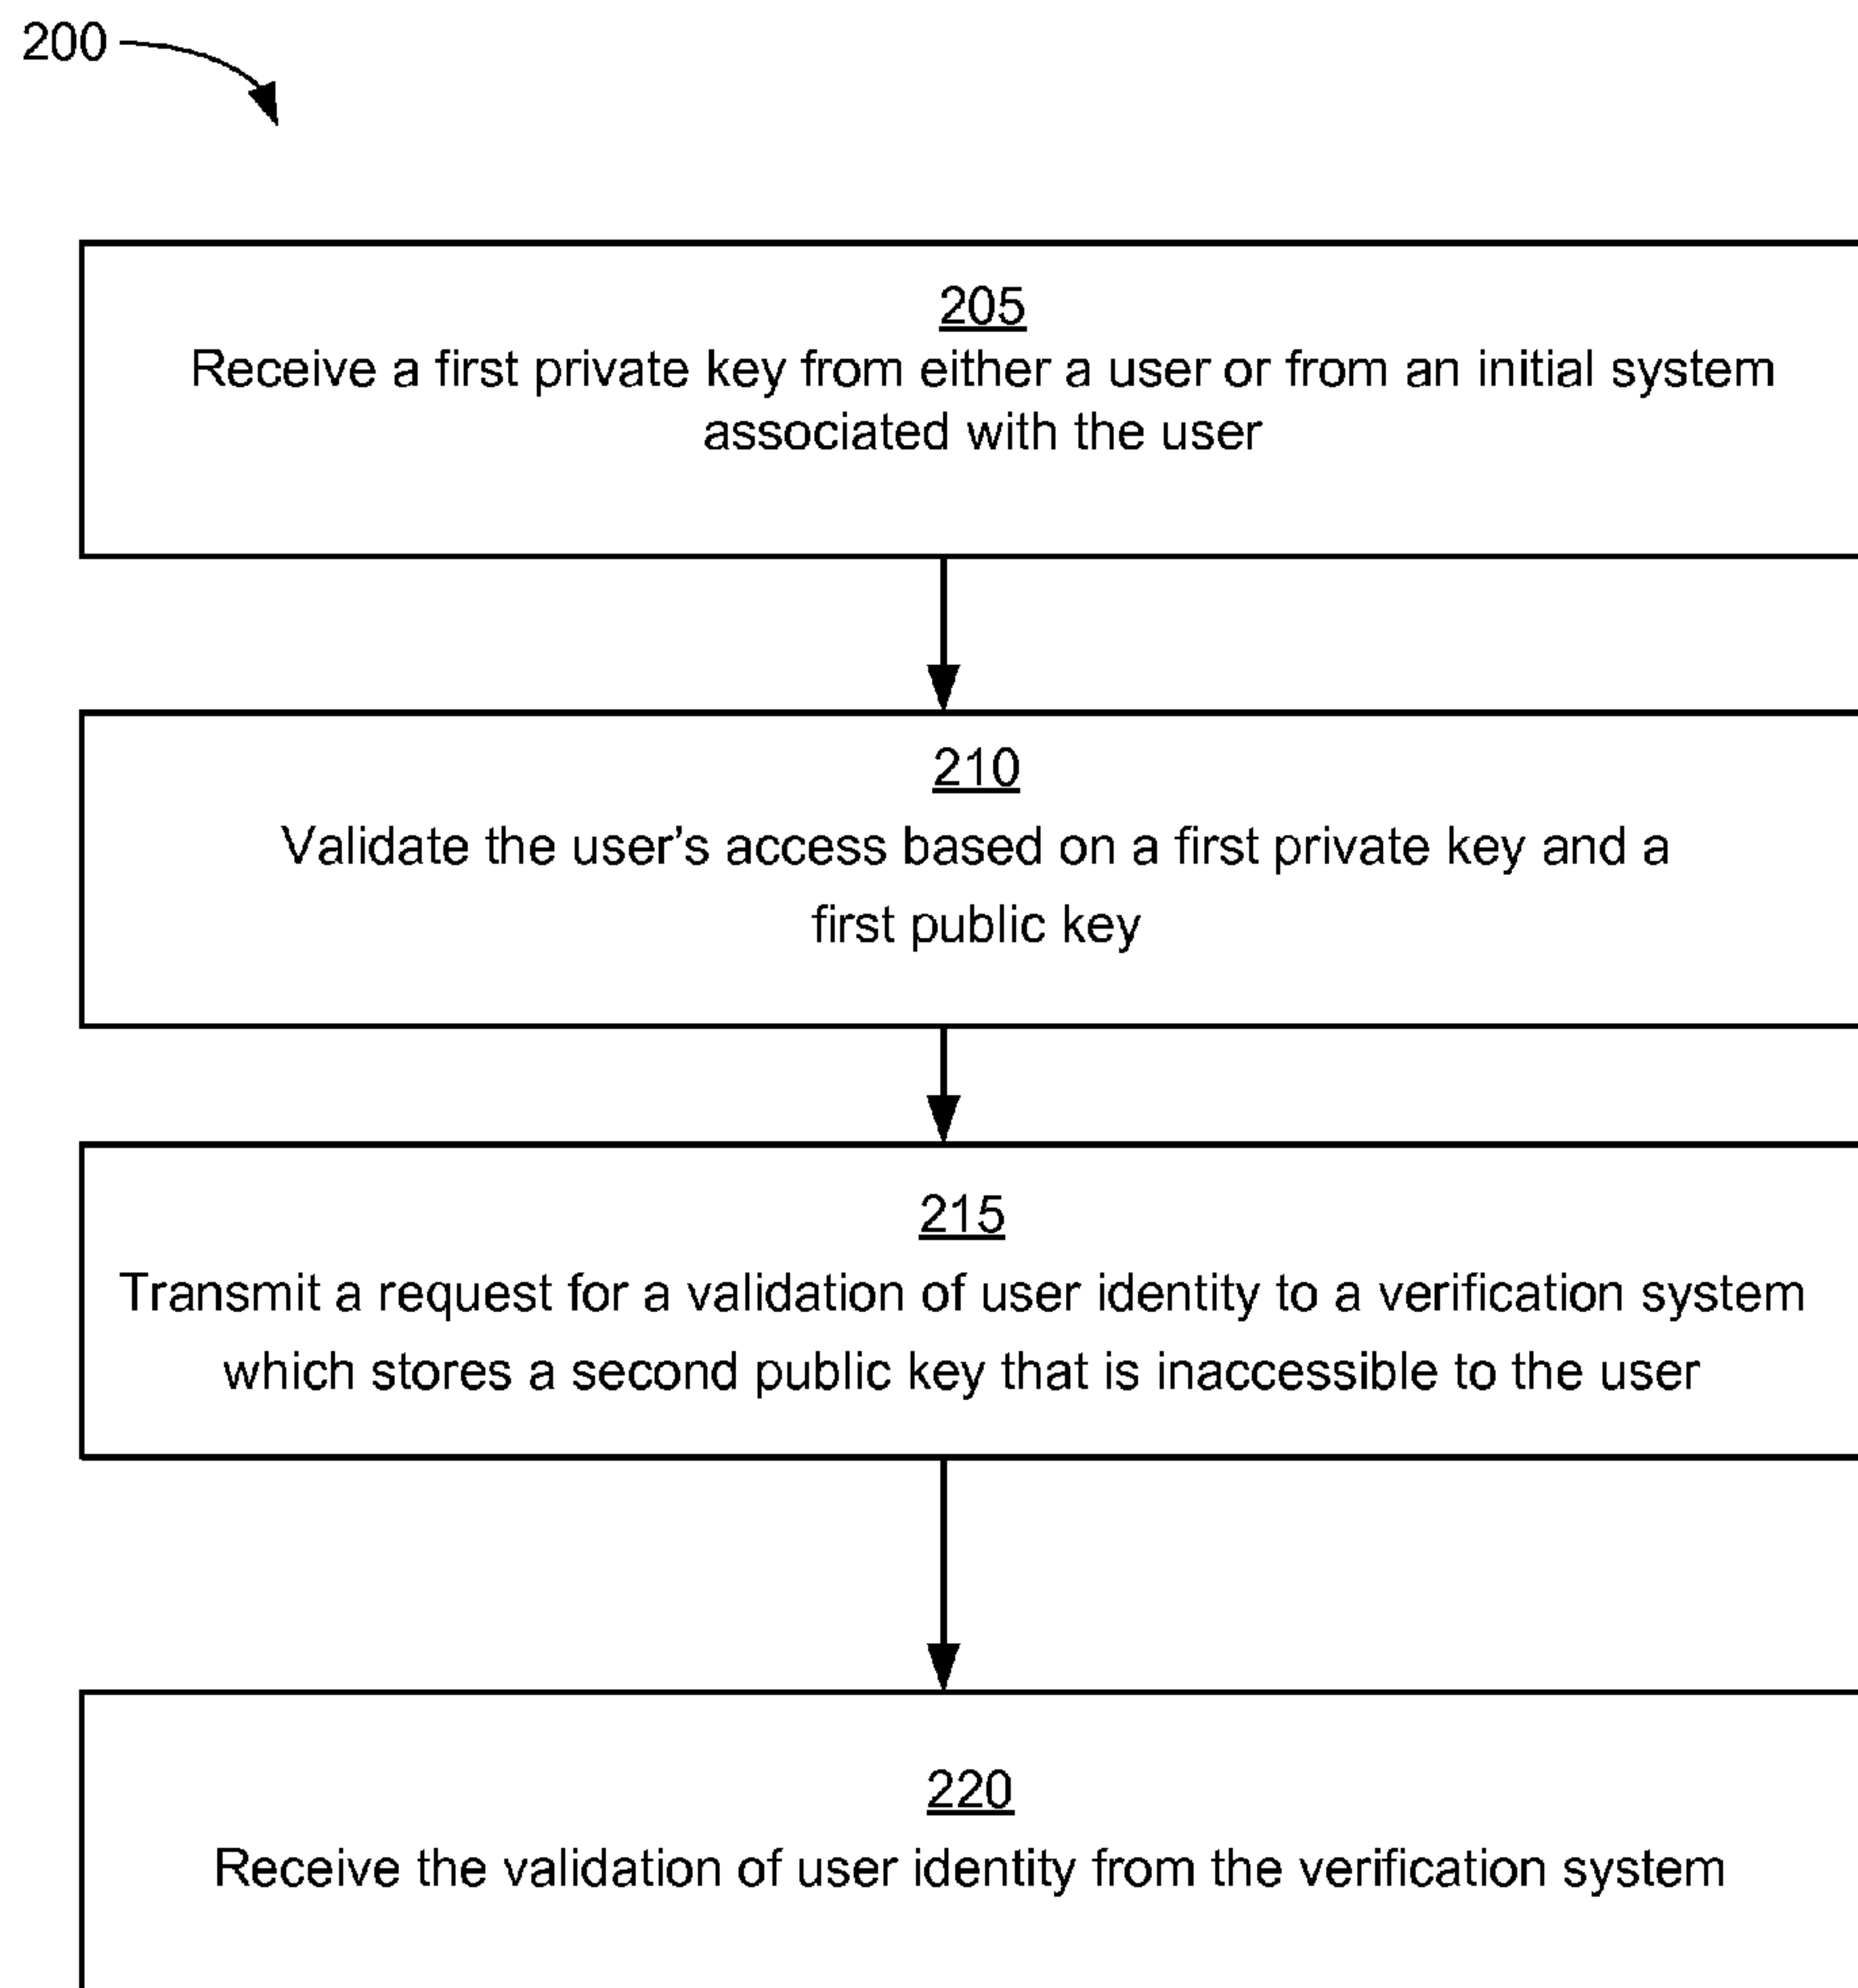 200
205
Receive a first private key from either a user or from an initial system
associated with the user
210
Validate the user’s access based on a first private key and a
first public key
215
Transmit a request for a validation of user identity to a verification system
which stores a second public key that is inaccessible to the user
220
Receive the validation of user identity from the verification system